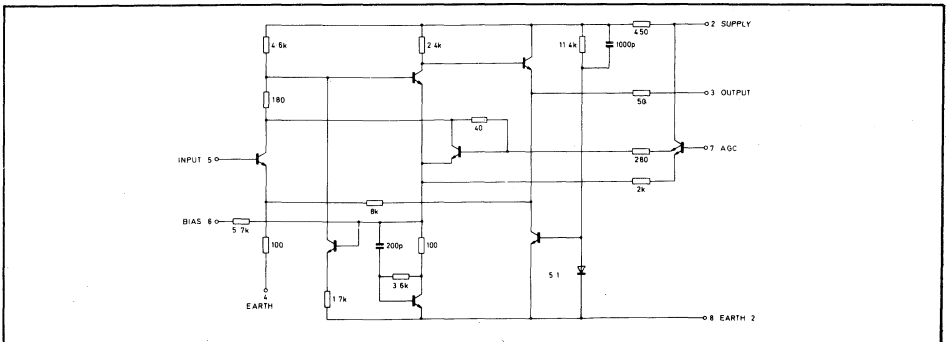 2 SUPPLY
450
4 6k
2 4k
11 4k
1000p
180
3 OUTPUT
50
40
7 AGC
280
INPUT 5
2k
8k
BIAS 6
5 7k
100
200p
100
3 6k
5 1
4
EARTH
1 7k
8 EARTH 2